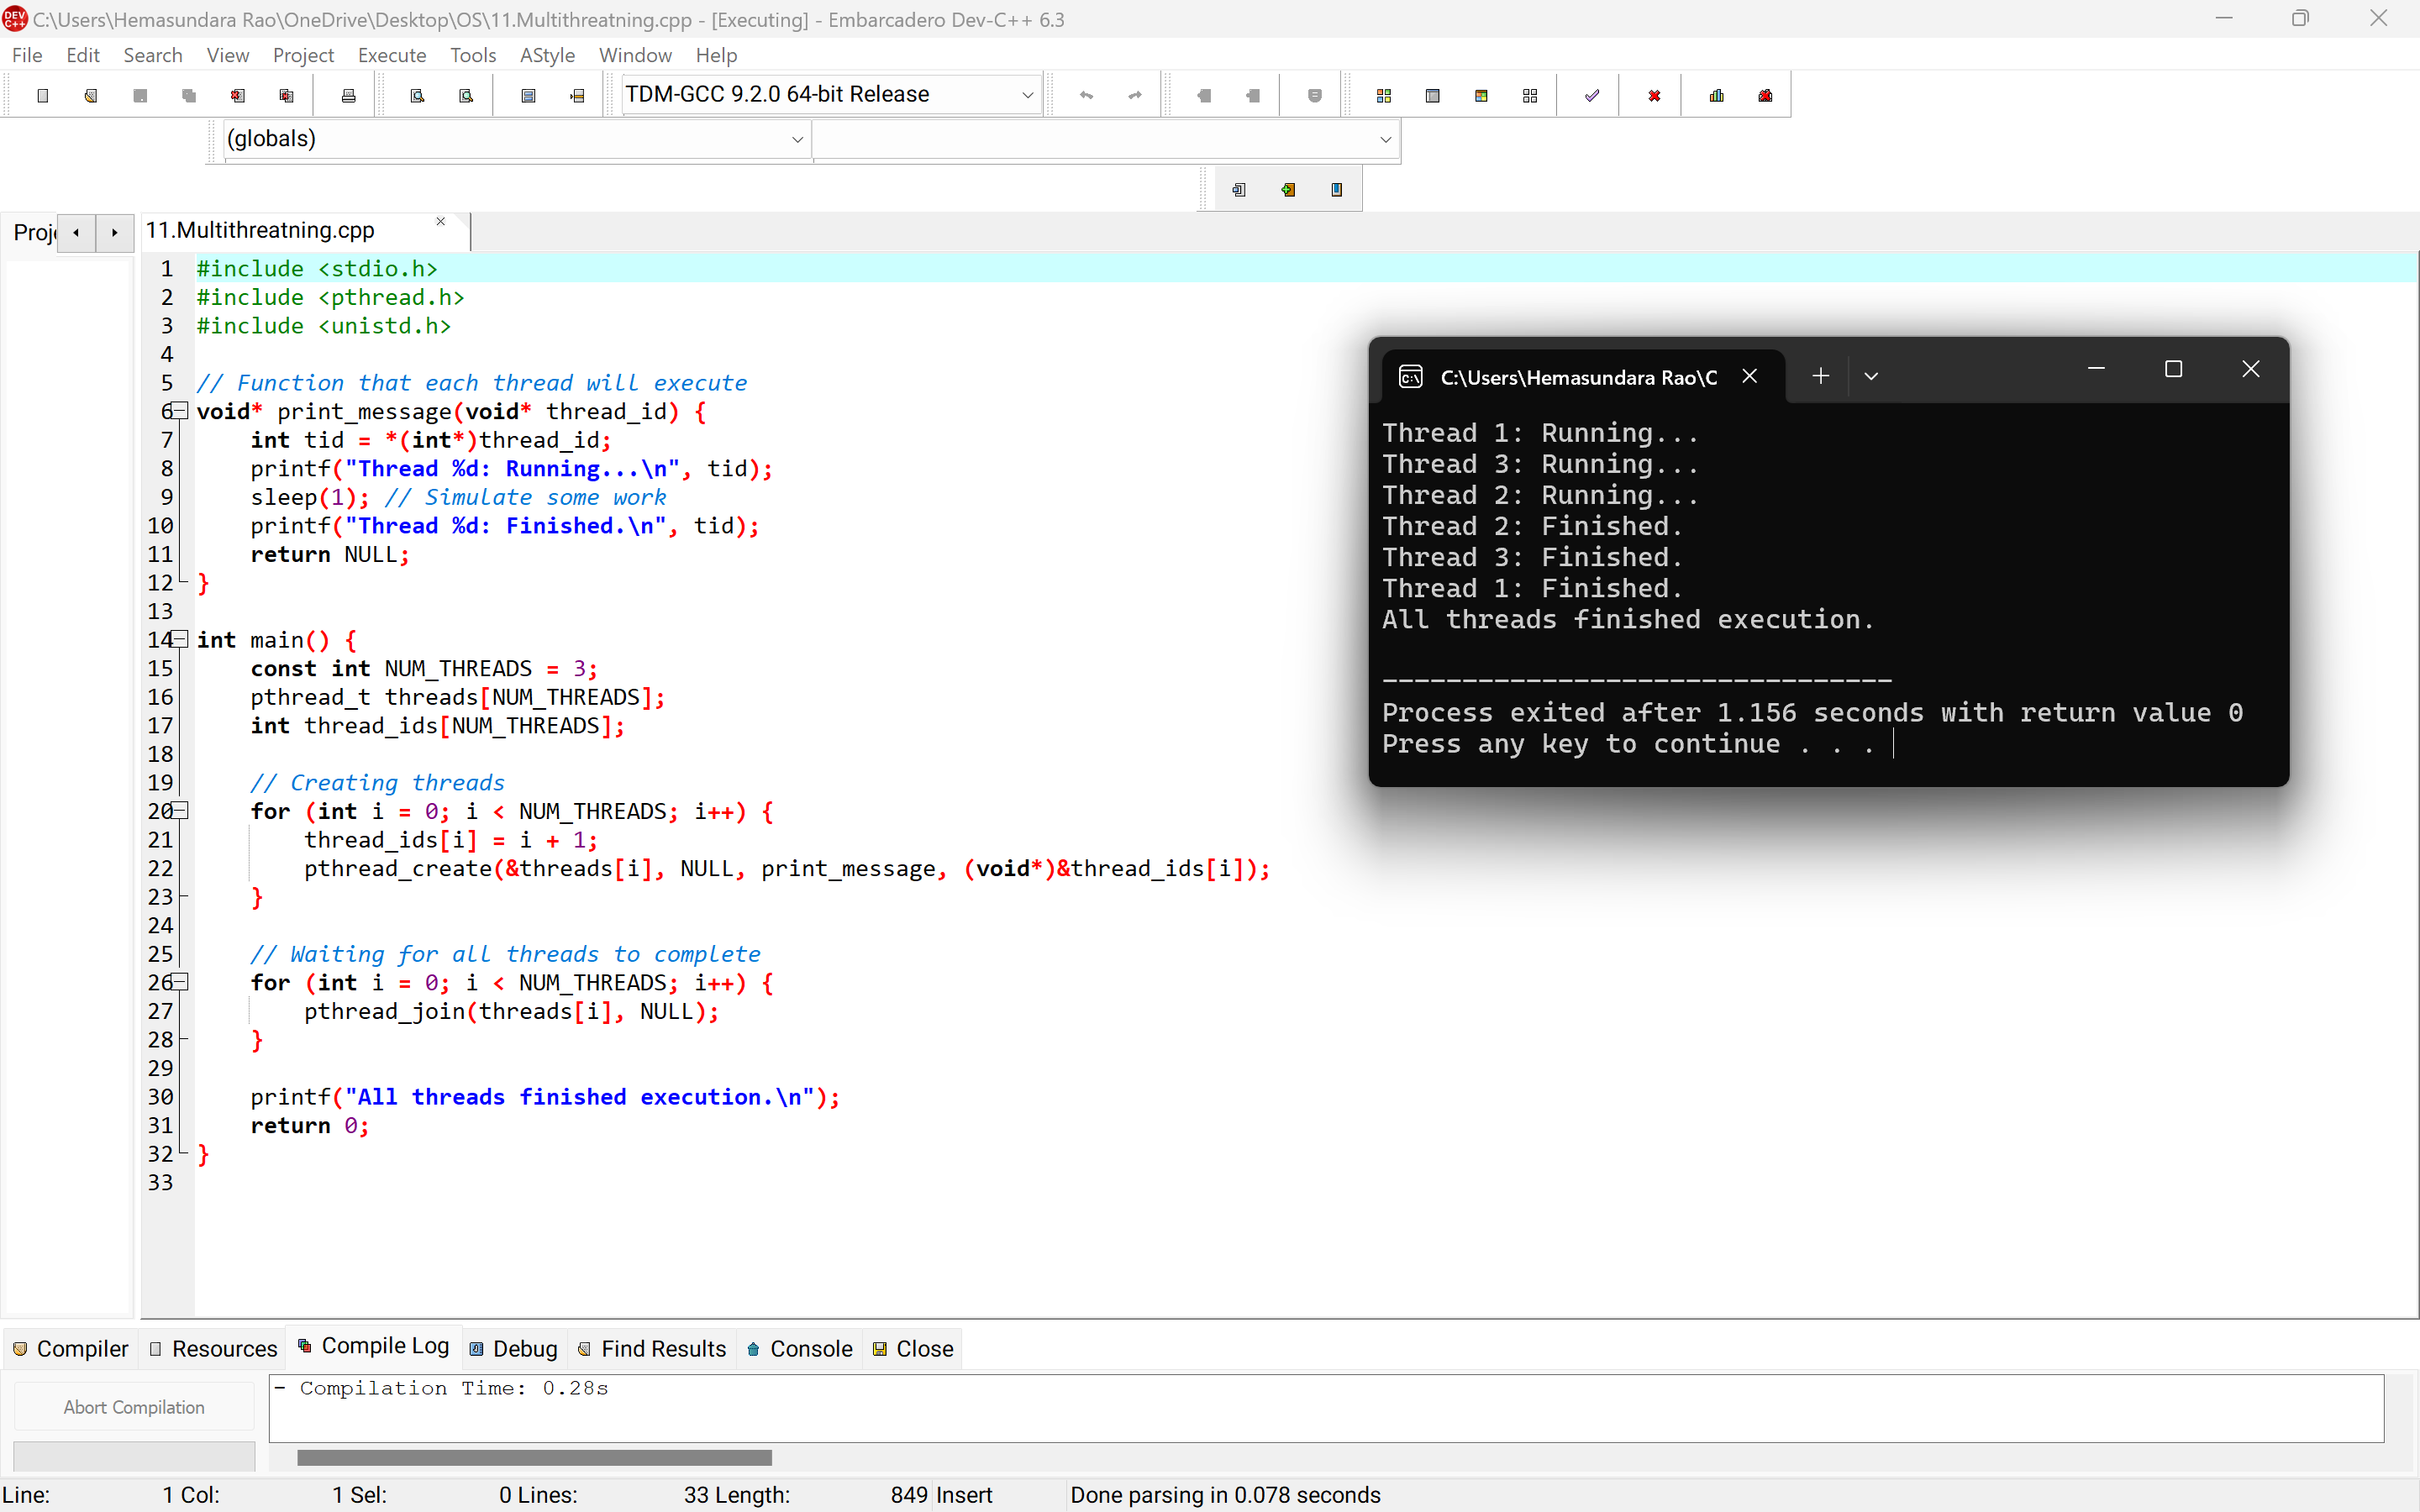 C:\Users\Hemasundara Rao\OneDrive\Desktop\OS\11.Multithreatning.cpp - [Executing] - Embarcadero Dev-C++ 6.3
File Edit Search View Project Execute Tools AStyle Window Help
TDM-GCC 9.2.0 64-bit Release
(globals)
Proj
11.Multithreatning.cpp
1 #include <stdio.h>
2 #include <pthread.h>
3 #include <unistd.h>
4
5 // Function that each thread will execute
6 void* print_message(void* thread_id) {
7     int tid = *(int*)thread_id;
8     printf("Thread %d: Running...\n", tid);
9     sleep(1); // Simulate some work
10     printf("Thread %d: Finished.\n", tid);
11     return NULL;
12 }
13
14 int main() {
15     const int NUM_THREADS = 3;
16     pthread_t threads[NUM_THREADS];
17     int thread_ids[NUM_THREADS];
18
19     // Creating threads
20     for (int i = 0; i < NUM_THREADS; i++) {
21         thread_ids[i] = i + 1;
22         pthread_create(&threads[i], NULL, print_message, (void*)&thread_ids[i]);
23     }
24
25     // Waiting for all threads to complete
26     for (int i = 0; i < NUM_THREADS; i++) {
27         pthread_join(threads[i], NULL);
28     }
29
30     printf("All threads finished execution.\n");
31     return 0;
32 }
33
C:\Users\Hemasundara Rao\C
Thread 1: Running...
Thread 3: Running...
Thread 2: Running...
Thread 2: Finished.
Thread 3: Finished.
Thread 1: Finished.
All threads finished execution.
--------------------------------
Process exited after 1.156 seconds with return value 0
Press any key to continue . . .
Compiler Resources Compile Log Debug Find Results Console Close
Abort Compilation
- Compilation Time: 0.28s
Line: 1 Col: 1 Sel: 0 Lines: 33 Length: 849 Insert Done parsing in 0.078 seconds